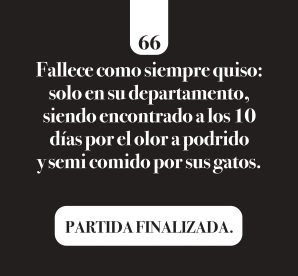 66
Fallece como siempre quiso:
solo en su departamento,
siendo encontrado a los 10
días por el olor a podrido
y semi comido por sus gatos.
PARTIDA FINALIZADA.